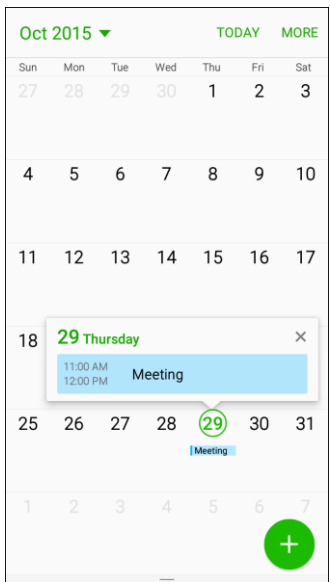 Oct 2015 TODAY MORE
Sun Mon Tue Wed Thu Fri Sat
27 28 29 30 1 2 3
4 5 6 7 8 9 10
11 12 13 14 15 16 17
18
29 Thursday
11:00 AM
Meeting
12:00 PM
25 26 27 28 29 30 31
Meeting
1 2 3 4 5 6 7